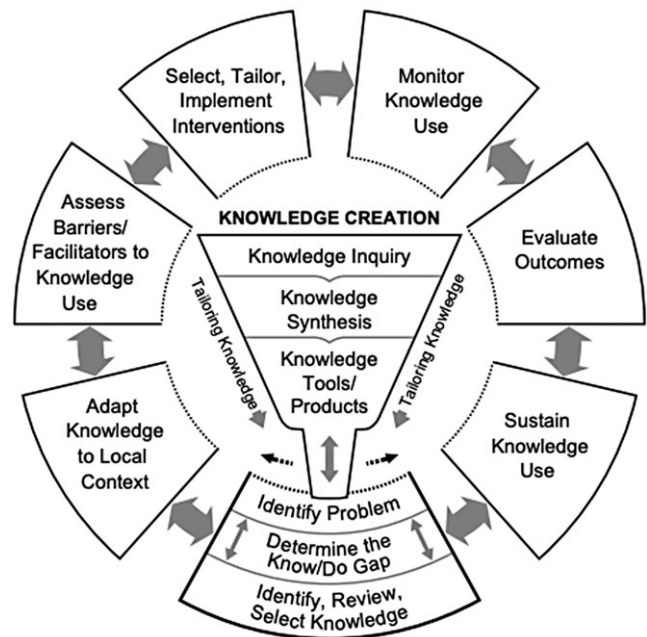 Select, Tailor,
Implement
Interventions
Monitor
Knowledge
Use
Assess
Barriers/
Facilitators to
Knowledge
Use
Evaluate
Outcomes
KNOWLEDGE CREATION
Knowledge Inquiry
Knowledge
Synthesis
Knowledge
Tools/
Products
Tailoring Knowledge
Tailoring Knowledge
Adapt
Knowledge
to Local
Context
Sustain
Knowledge
Use
Identify Problem
Determine the
Know/Do Gap
Identify, Review,
Select Knowledge